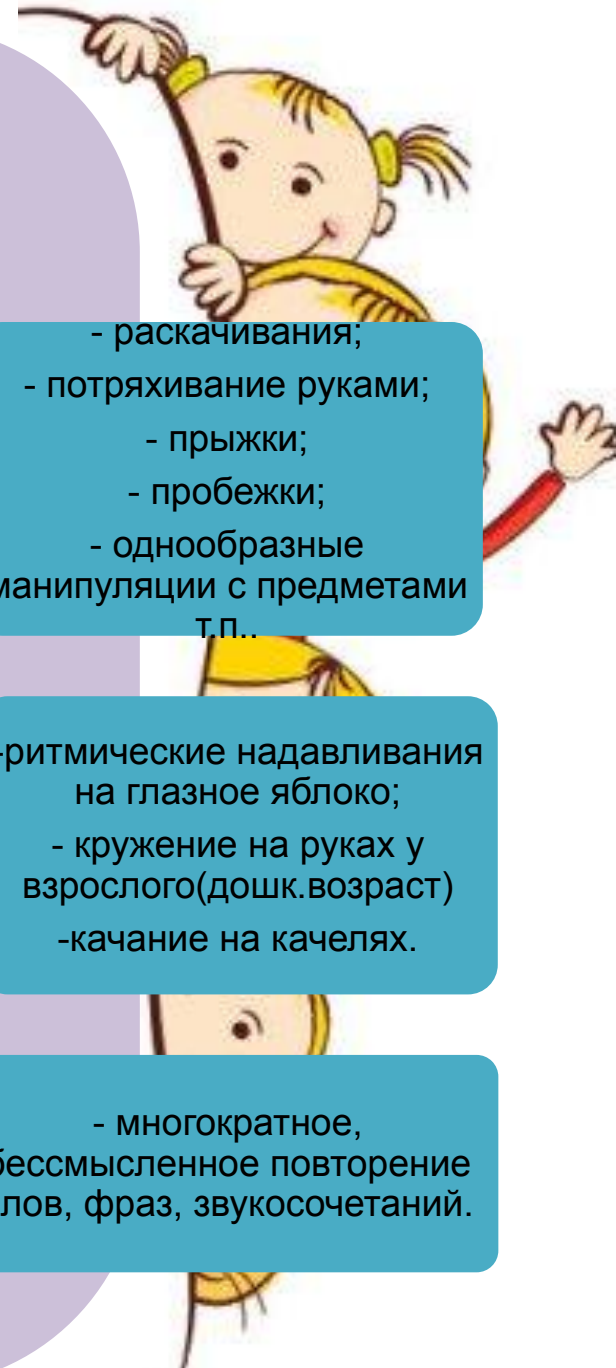 - раскачивания;
- потряхивание руками;
- прыжки;
- пробежки;
- однообразные
манипуляции с предметами
т.п..
-ритмические надавливания
на глазное яблоко;
- кружение на руках у
взрослого(дошк.возраст)
-качание на качелях.
- многократное,
бессмысленное повторение
лов, фраз, звукосочетаний.